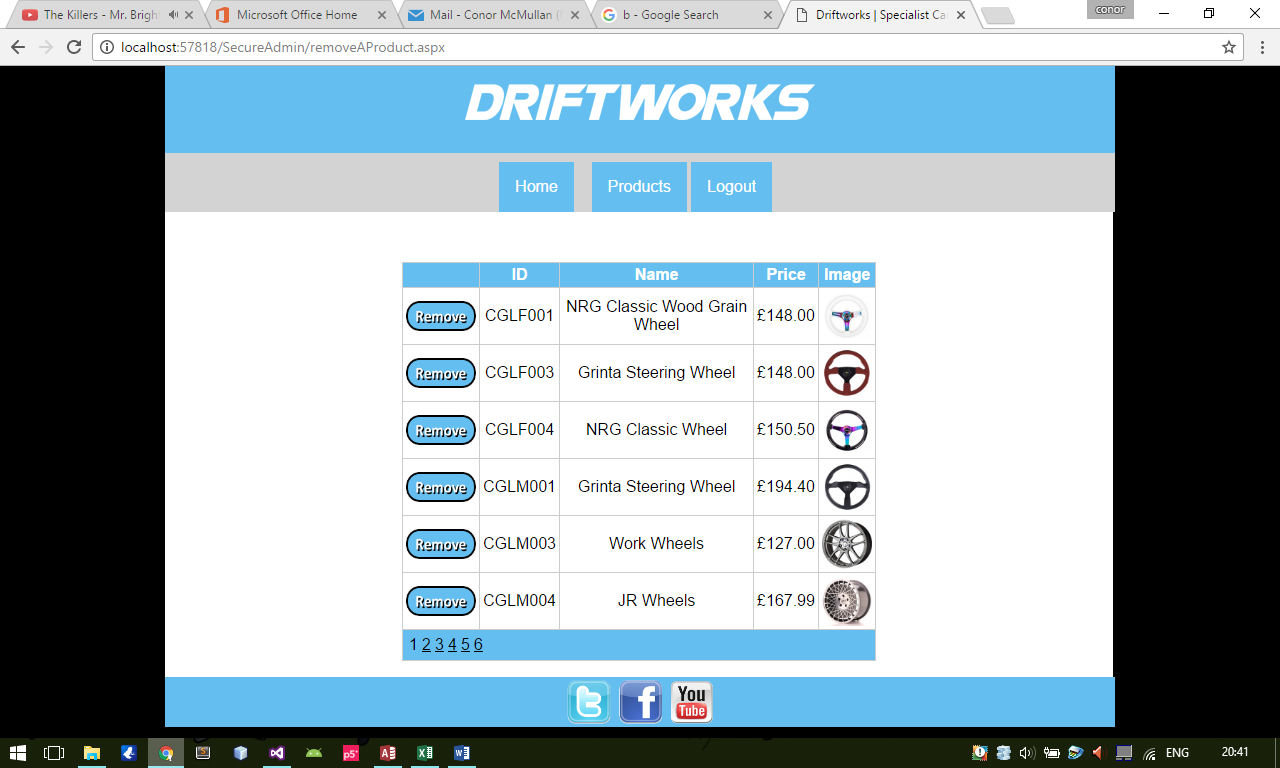 The Killers - Mr. Brigh
Microsoft Office Home
Mail - Conor McMullan (
b - Google Search
Driftworks | Specialist Ca
conor
localhost:57818/SecureAdmin/removeAProduct.aspx
DRIFTWORKS
Home Products Logout
ID Name Price Image
Remove CGLF001 NRG Classic Wood Grain £148.00
Wheel
Remove CGLF003 Grinta Steering Wheel £148.00
Remove CGLF004 NRG Classic Wheel £150.50
Remove CGLM001 Grinta Steering Wheel £194.40
Remove CGLM003 Work Wheels £127.00
Remove CGLM004 JR Wheels £167.99
1 2 3 4 5 6
You
Tube
ENG 20:41